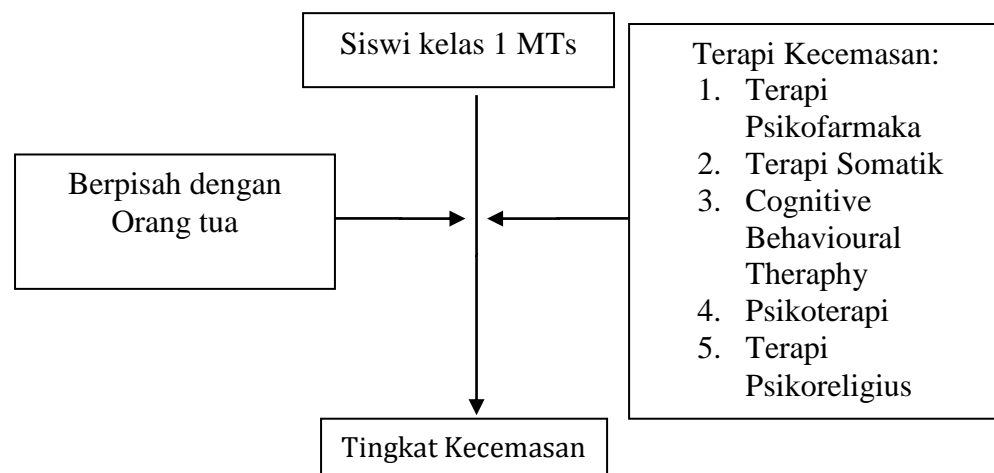 Siswi kelas 1 MTs
Berpisah dengan
Orang tua
Terapi Kecemasan:
1. Terapi
Psikofarmaka
2. Terapi Somatik
3. Cognitive
Behavioural
Theraphy
4. Psikoterapi
5. Terapi
Psikoreligius
Tingkat Kecemasan